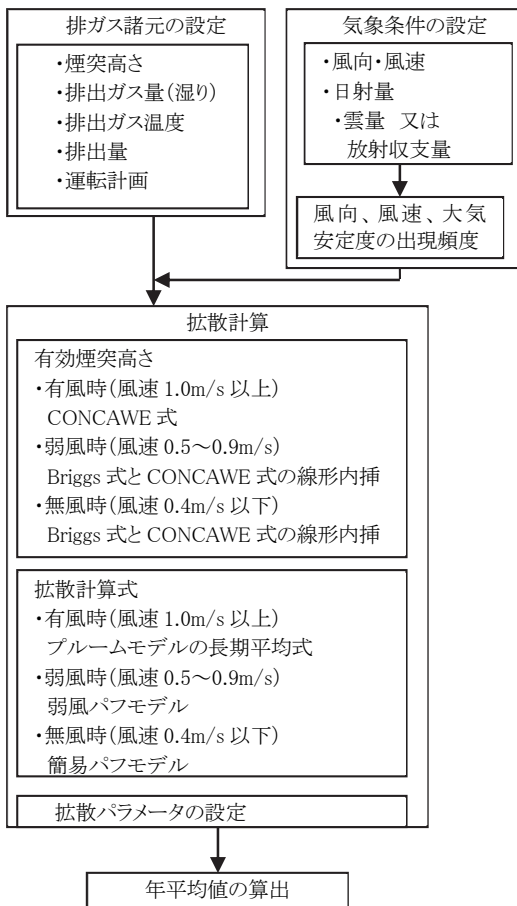 排ガス諸元の設定
・煙突高さ
・排出ガス量(湿り)
・排出ガス温度
・排出量
・運転計画
気象条件の設定
・風向・風速
・日射量
・雲量 又は
放射収支量
風向、風速、大気
安定度の出現頻度
拡散計算
有効煙突高さ
・有風時(風速 1.0m/s 以上)
CONCAWE 式
・弱風時(風速 0.5～0.9m/s)
Briggs 式と CONCAWE 式の線形内挿
・無風時(風速 0.4m/s 以下)
Briggs 式と CONCAWE 式の線形内挿
拡散計算式
・有風時(風速 1.0m/s 以上)
プルームモデルの長期平均式
・弱風時(風速 0.5～0.9m/s)
弱風パフモデル
・無風時(風速 0.4m/s 以下)
簡易パフモデル
拡散パラメータの設定
年平均値の算出